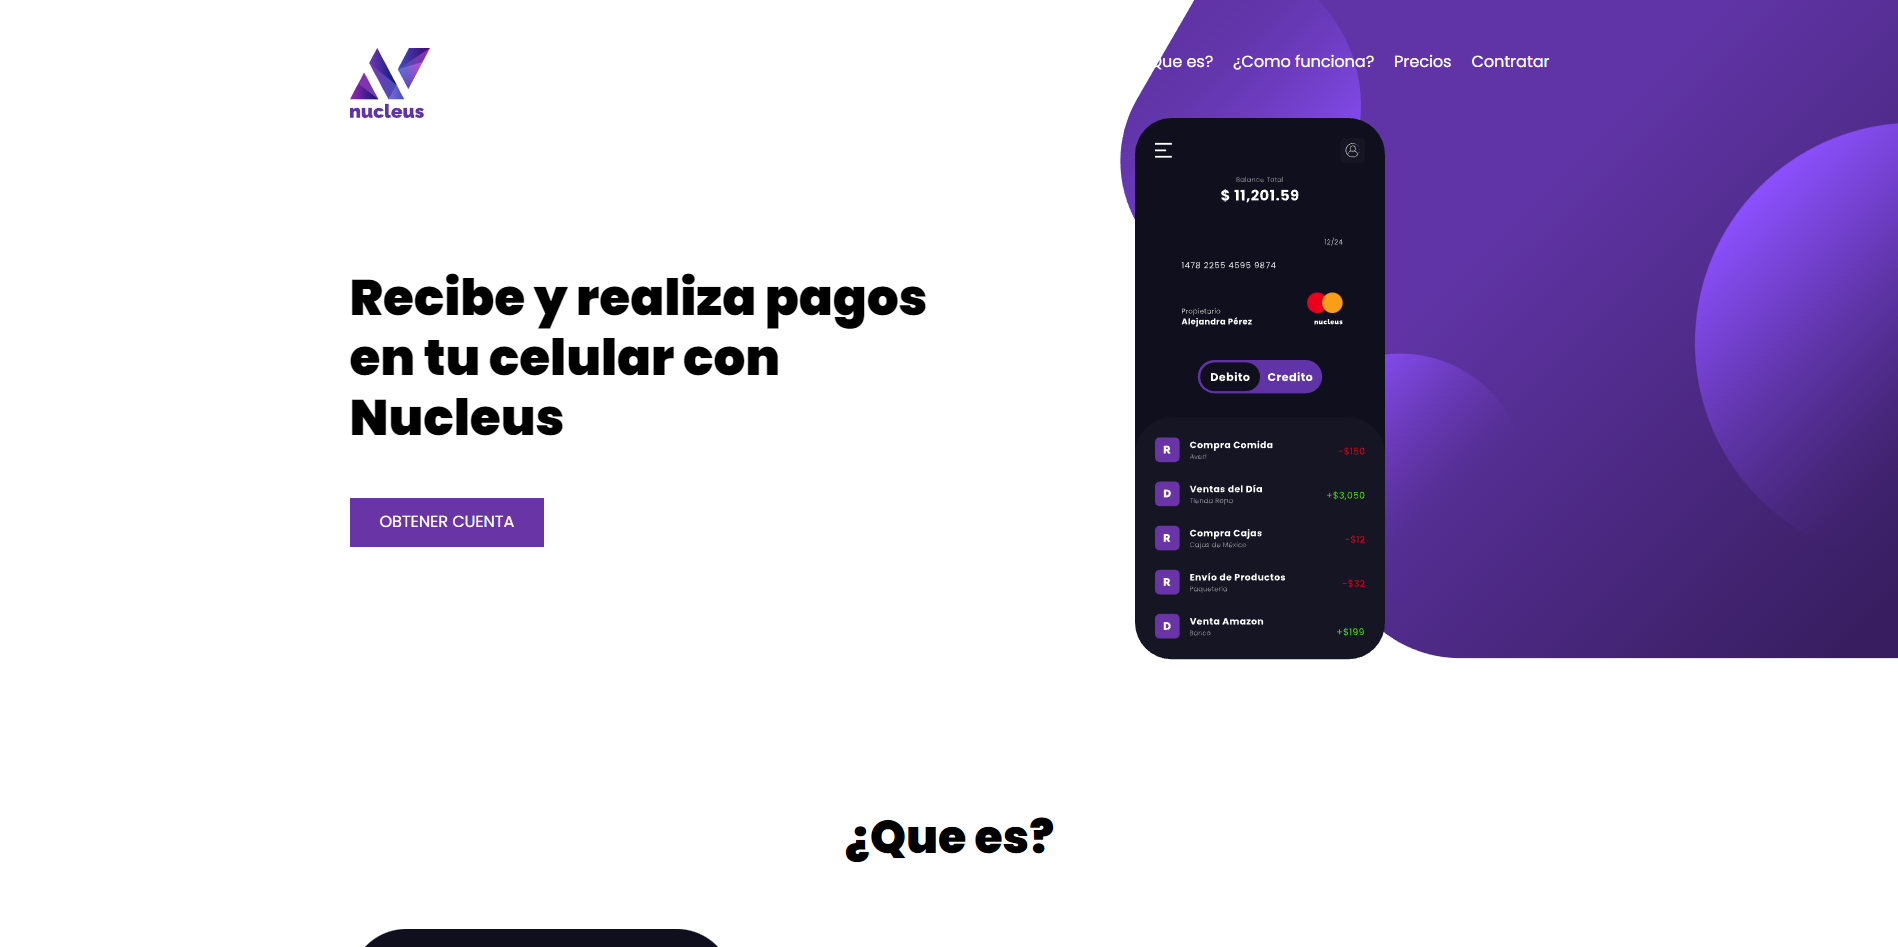 nucleus
Que es?
¿Como funciona?
Precios
Contratar
Recibe y realiza pagos
en tu celular con
Nucleus
OBTENER CUENTA
Balance Total
$ 11,201.59
12/24
1478 2255 4595 9874
Propietario
Alejandra Pérez
nucleus
Debito
Credito
R
Compra Comida
-$150
D
Ventas del Día
+$3,050
Tienda Ropa
R
Compra Cajas
-$12
Cajas de México
R
Envío de Productos
-$32
Paqueteria
D
Venta Amazon
+$199
Banco
¿Que es?